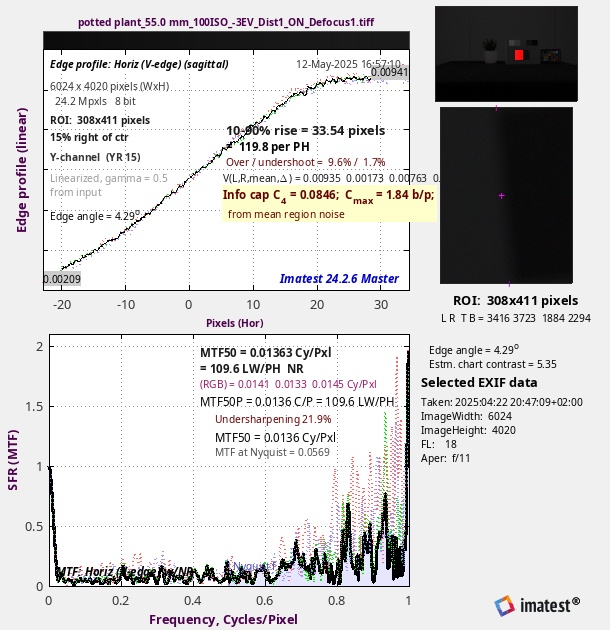 potted plant_55.0 mm_100ISO_-3EV_Dist1_ON_Defocus1.tiff
Edge profile: Horiz (V-edge) (sagittal)
12-May-2025 16:57:10
0.00941
6024 x 4020 pixels (WxH)
24.2 Mpxls 8 bit
ROI: 308x411 pixels
15% right of ctr
10-90% rise = 33.54 pixels
= 119.8 per PH
Y-channel (YR 15)
Over / undershoot = 9.6% / 1.7%
Linearized, gamma = 0.5
from input
V(L,R,mean,Δ) = 0.00935 0.00173 0.00763 0.
Info cap C4 = 0.0846; Cmax = 1.84 b/p;
from mean region noise
Edge angle = 4.29o
0.00209
Imatest 24.2.6 Master
Edge profile (linear)
-20 -10 0 10 20 30
Pixels (Hor)
ROI: 308x411 pixels
L R T B = 3416 3723 1884 2294
Edge angle = 4.29o
Estm. chart contrast = 5.35
Selected EXIF data
Taken: 2025:04:22 20:47:09+02:00
ImageWidth: 6024
ImageHeight: 4020
FL: 18
Aper: f/11
MTF50 = 0.01363 Cy/Pxl
= 109.6 LW/PH NR
(RGB) = 0.0141 0.0133 0.0145 Cy/Pxl
MTF50P = 0.0136 C/P = 109.6 LW/PH
Undersharpening 21.9%
MTF50 = 0.0136 Cy/Pxl
MTF at Nyquist = 0.0569
SFR (MTF)
2
1.5
1
0.5
0
MTF: Horiz
Nyquist
0 0.2 0.4 0.6 0.8 1
Frequency, Cycles/Pixel
imatest®